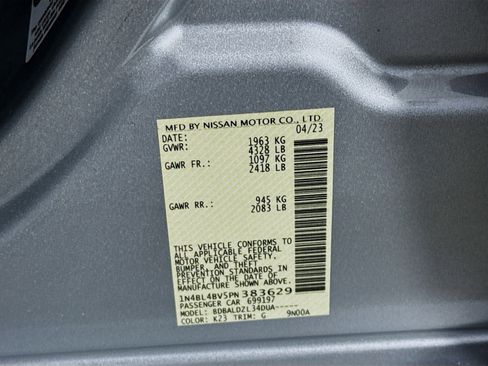 MFD BY NISSAN MOTOR CO., LTD.
DATE: 04/23
GVWR: 1963 KG
4328 LB
GAWR FR.: 1097 KG
2418 LB
GAWR RR.: 945 KG
2083 LB
THIS VEHICLE CONFORMS TO
ALL APPLICABLE FEDERAL
MOTOR VEHICLE SAFETY,
BUMPER, AND THEFT PREVENTION
STANDARDS IN EFFECT ON THE
DATE OF MANUFACTURE SHOWN ABOVE.
1N4BL4BV5PN383629
PASSENGER CAR 699197
MODEL: BDBALDZL34DUA-----
COLOR: K23 TRIM: G 9N00A